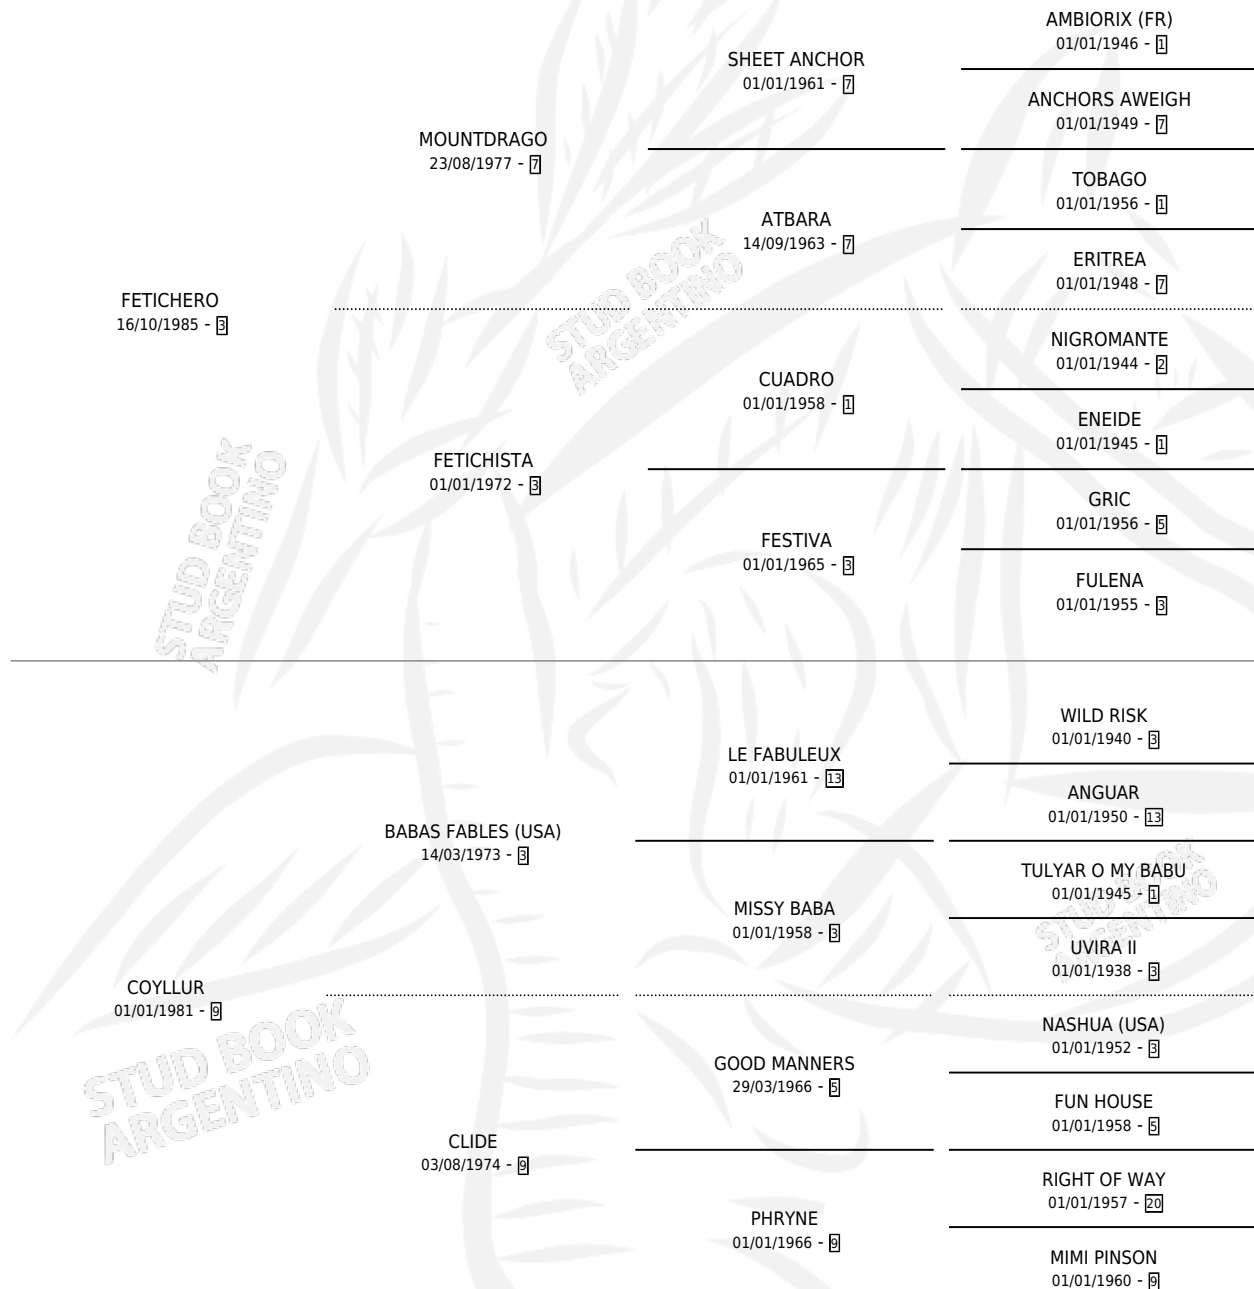 AMBIORIX (FR)
01/01/1946 - 1
SHEET ANCHOR
01/01/1961 - 7
ANCHORS AWEIGH
01/01/1949 - 7
MOUNTDRAGO
23/08/1977 - 7
TOBAGO
01/01/1956 - 1
ATBARA
14/09/1963 - 7
ERITREA
01/01/1948 - 7
FETICHERO
16/10/1985 - 3
STUD BOOK
ARGENTINO
NIGROMANTE
01/01/1944 - 2
CUADRO
01/01/1958 - 1
ENEIDE
01/01/1945 - 1
FETICHISTA
01/01/1972 - 3
GRIC
01/01/1956 - 5
FESTIVA
01/01/1965 - 3
FULENA
01/01/1955 - 3
STUD BOOK
ARGENTINO
WILD RISK
01/01/1940 - 3
LE FABULEUX
01/01/1961 - 13
ANGUAR
01/01/1950 - 13
BABAS FABLES (USA)
14/03/1973 - 3
TULYAR O MY BABU
01/01/1945 - 1
MISSY BABA
01/01/1958 - 3
UVIRA II
01/01/1938 - 3
STUD BOOK
ARGENTINO
COYLLUR
01/01/1981 - 9
NASHUA (USA)
01/01/1952 - 3
GOOD MANNERS
29/03/1966 - 5
FUN HOUSE
01/01/1958 - 5
STUD BOOK
ARGENTINO
CLIDE
03/08/1974 - 9
RIGHT OF WAY
01/01/1957 - 20
PHRYNE
01/01/1966 - 9
MIMI PINSON
01/01/1960 - 9